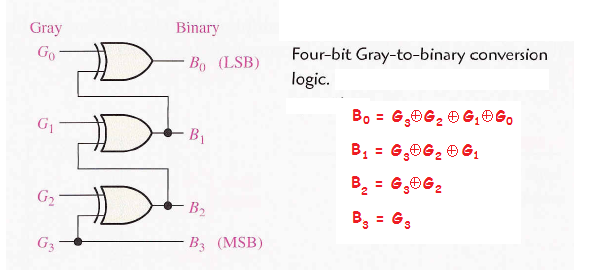 Gray Binary
G₀ B₀ (LSB)
G₁ B₁
G₂ B₂
G₃ B₃ (MSB)
Four-bit Gray-to-binary conversion
logic.
B₀ = G₃⊕G₂ ⊕ G₁⊕G₀
B₁ = G₃⊕G₂ ⊕ G₁
B₂ = G₃⊕G₂
B₃ = G₃